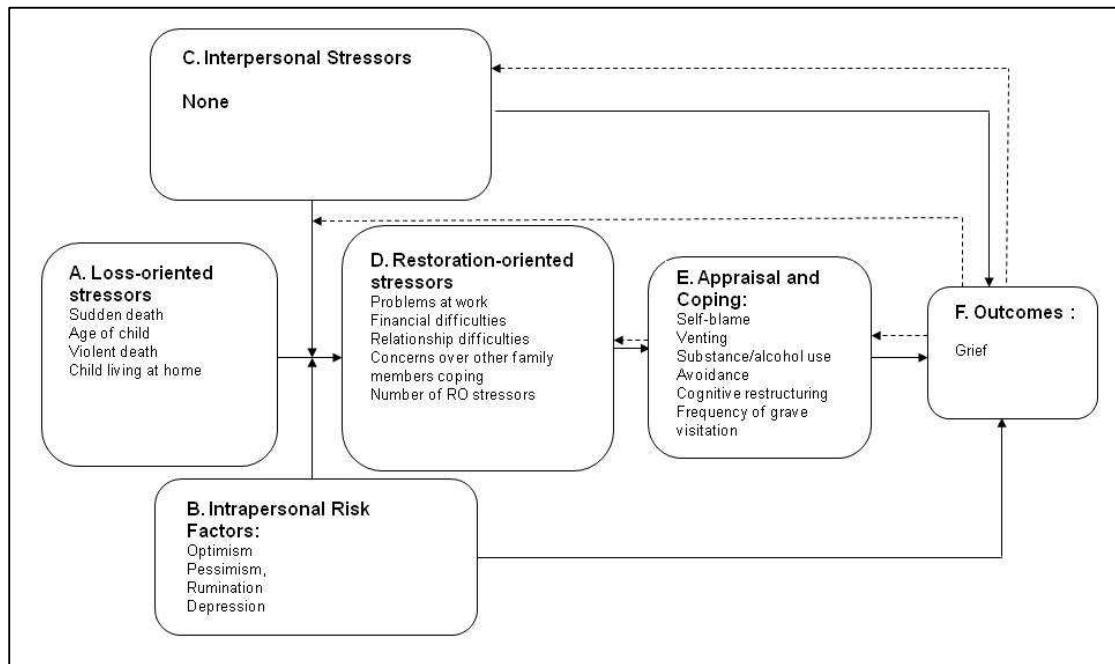 C. Interpersonal Stressors
None
A. Loss-oriented
stressors
Sudden death
Age of child
Violent death
Child living at home
D. Restoration-oriented
stressors
Problems at work
Financial difficulties
Relationship difficulties
Concerns over other family
members coping
Number of RO stressors
E. Appraisal and
Coping:
Self-blame
Venting
Substance/alcohol use
Avoidance
Cognitive restructuring
Frequency of grave
visitation
F. Outcomes :
Grief
B. Intrapersonal Risk
Factors:
Optimism
Pessimism,
Rumination
Depression